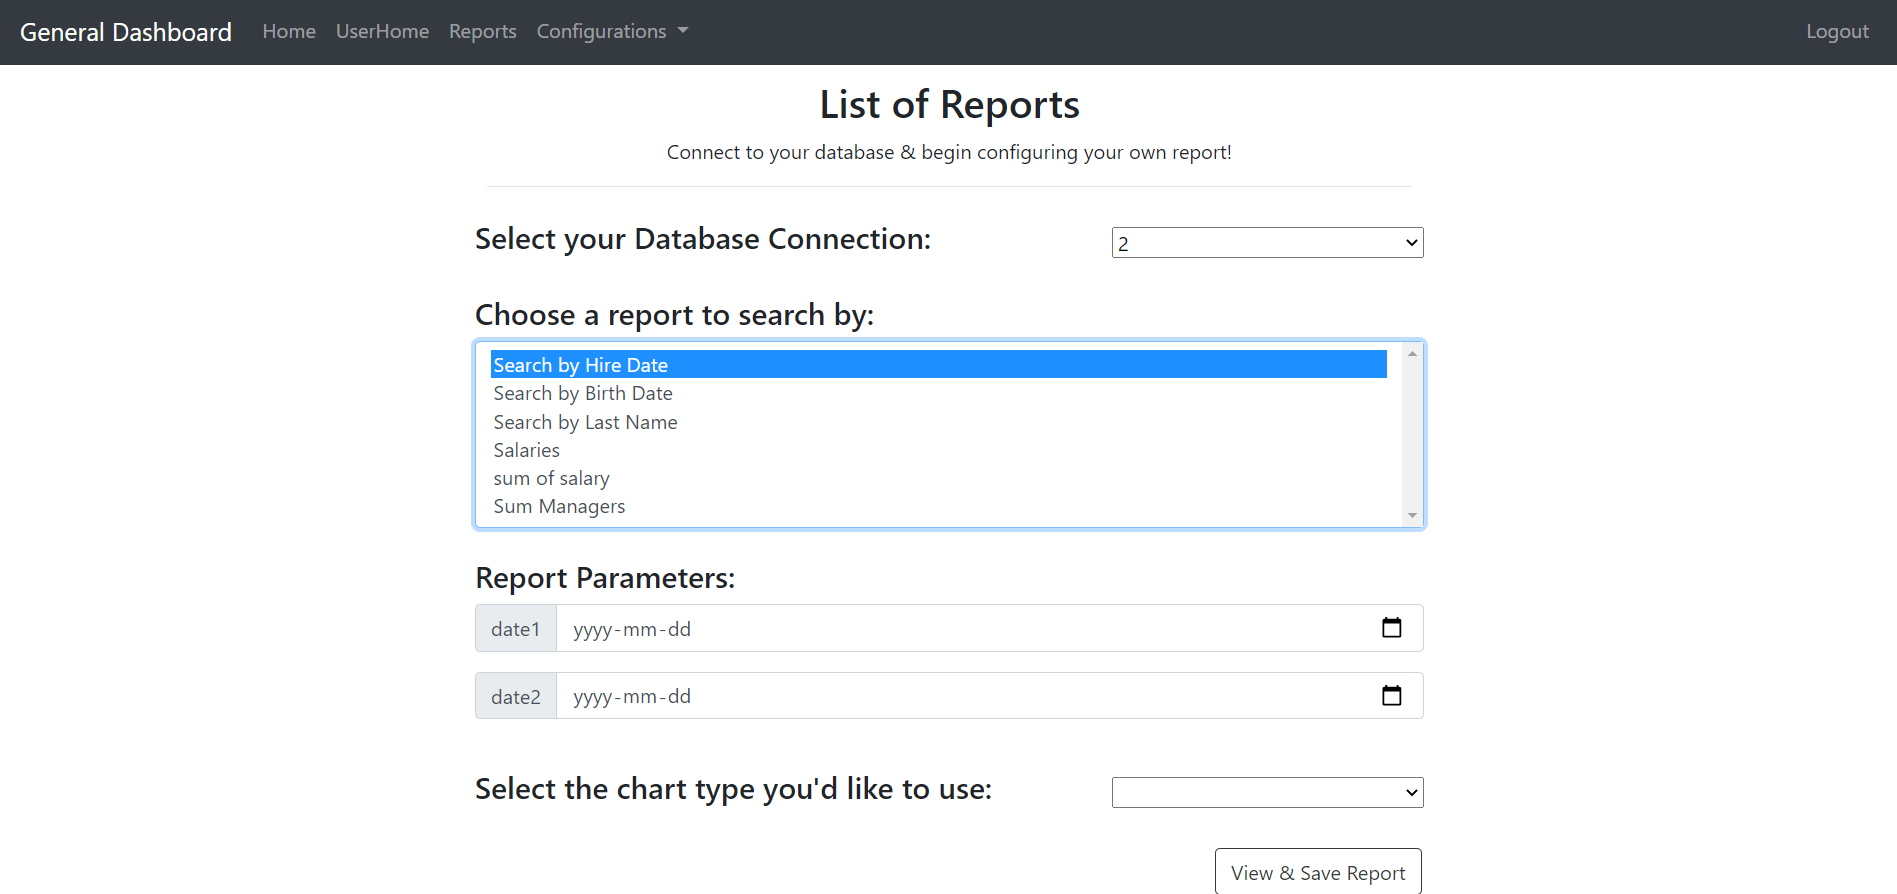 General Dashboard Home UserHome Reports Configurations Logout
List of Reports
Connect to your database & begin configuring your own report!
Select your Database Connection: 2
Choose a report to search by:
Search by Hire Date
Search by Birth Date
Search by Last Name
Salaries
sum of salary
Sum Managers
Report Parameters:
date1 yyyy-mm-dd
date2 yyyy-mm-dd
Select the chart type you'd like to use:
View & Save Report